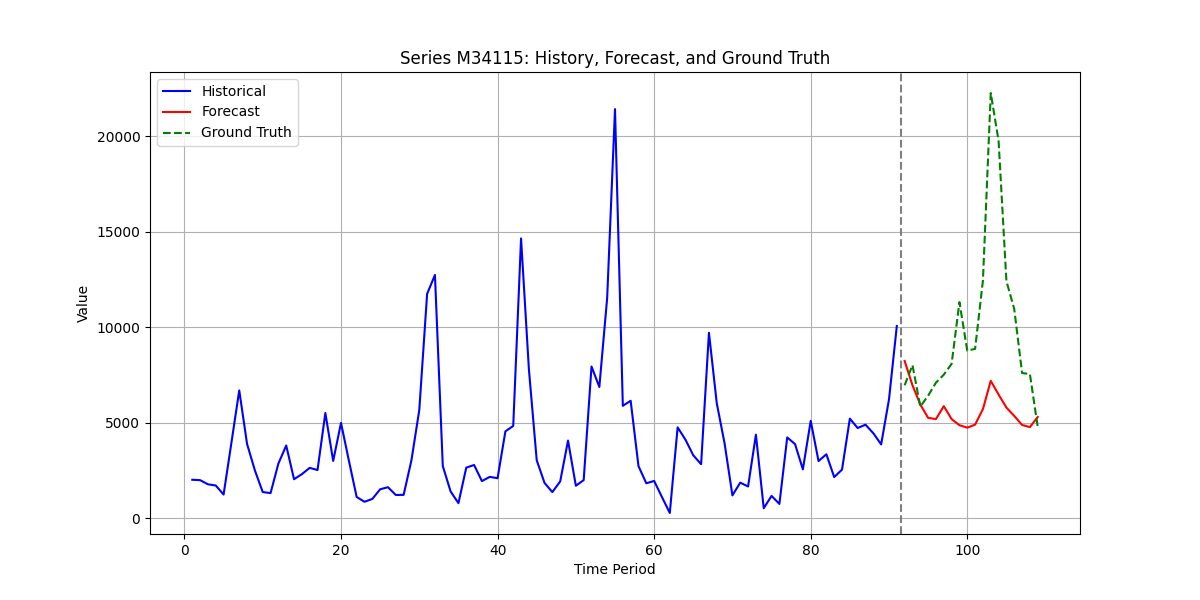 Series M34115: History, Forecast, and Ground Truth
Historical
Forecast
Ground Truth
20000
15000
10000
5000
0
Value
0 20 40 60 80 100
Time Period